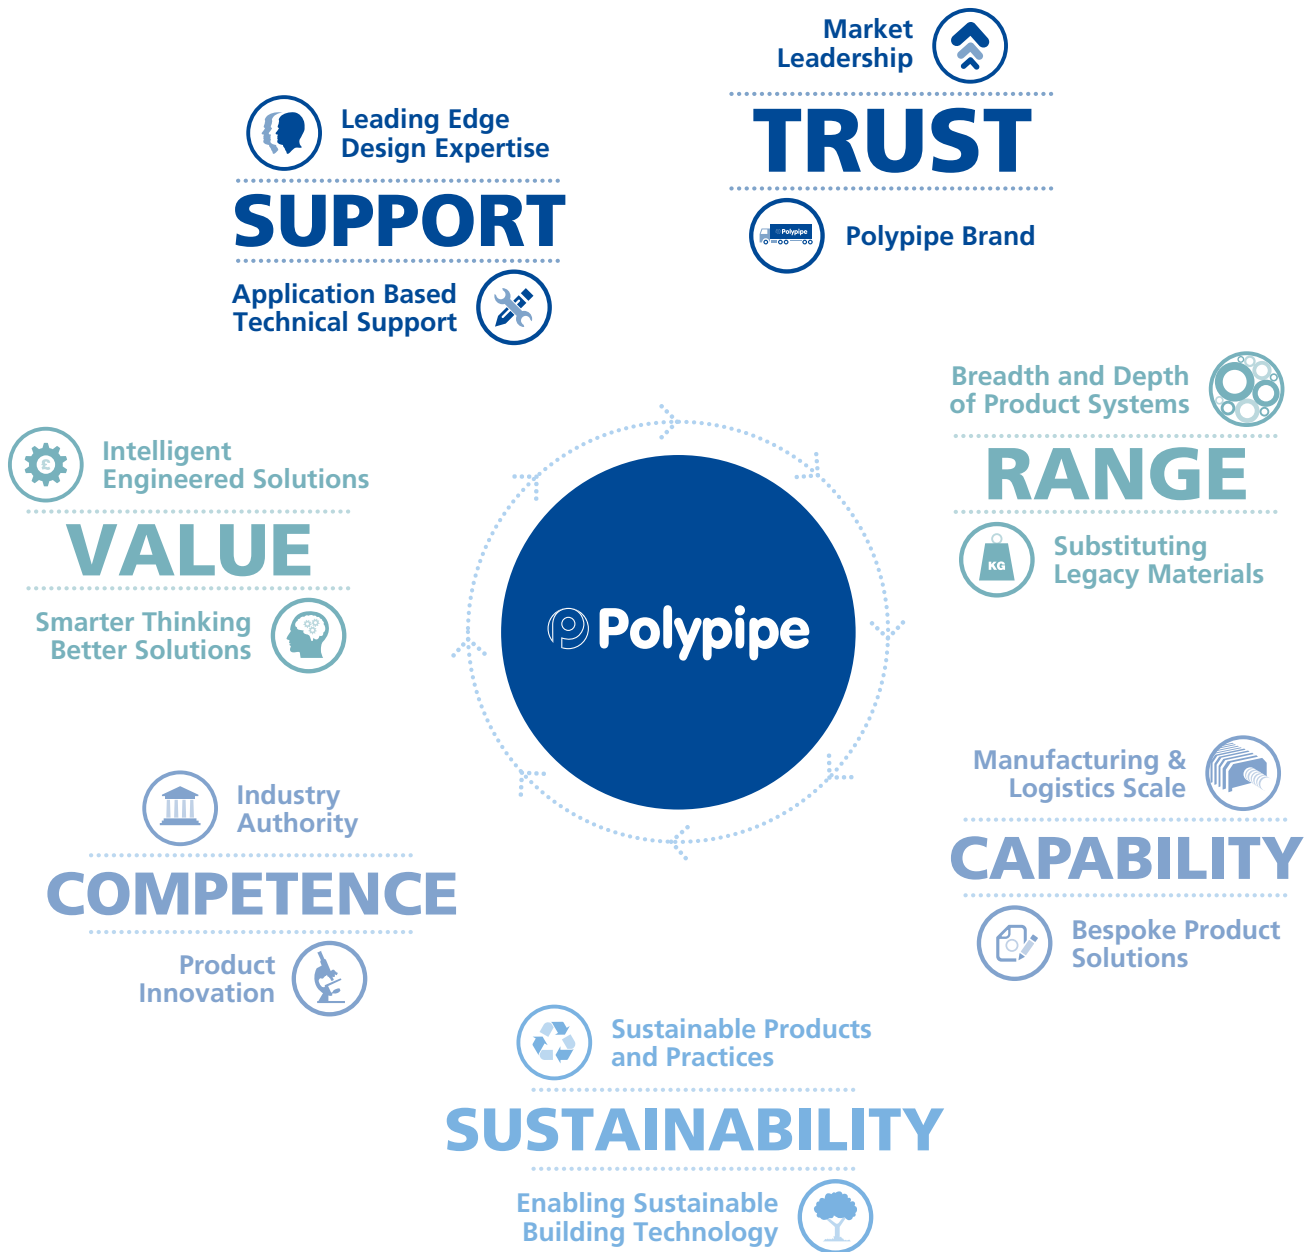 Market
Leadership
TRUST
Polypipe
Polypipe Brand
Breadth and Depth
of Product Systems
RANGE
KG
Substituting
Legacy Materials
Manufacturing &
Logistics Scale
CAPABILITY
Bespoke Product
Solutions
Sustainable Products
and Practices
SUSTAINABILITY
Enabling Sustainable
Building Technology
Industry
Authority
COMPETENCE
Product
Innovation
£
Intelligent
Engineered Solutions
VALUE
Smarter Thinking
Better Solutions
Leading Edge
Design Expertise
SUPPORT
Application Based
Technical Support
Polypipe